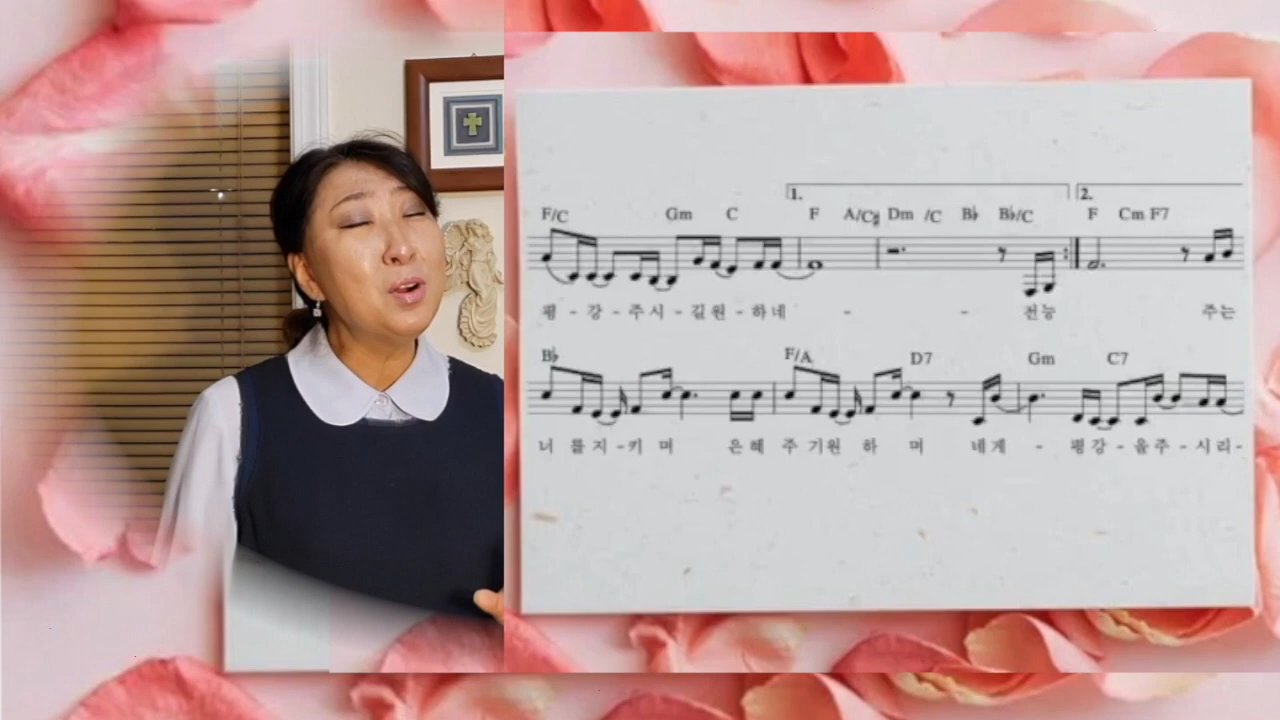 1. 2.
F/C Gm C F A/C# Dm /C B♭ B♭/C F Cm F7
평 - 강 - 주 시 - 길 원 - 하 네 - - 전능 주는
B♭ F/A D7 Gm C7
너 를 지 - 키 며 은 혜 주 기 원 하 며 네 게 - 평 강 - 을 주 - 시 리 -